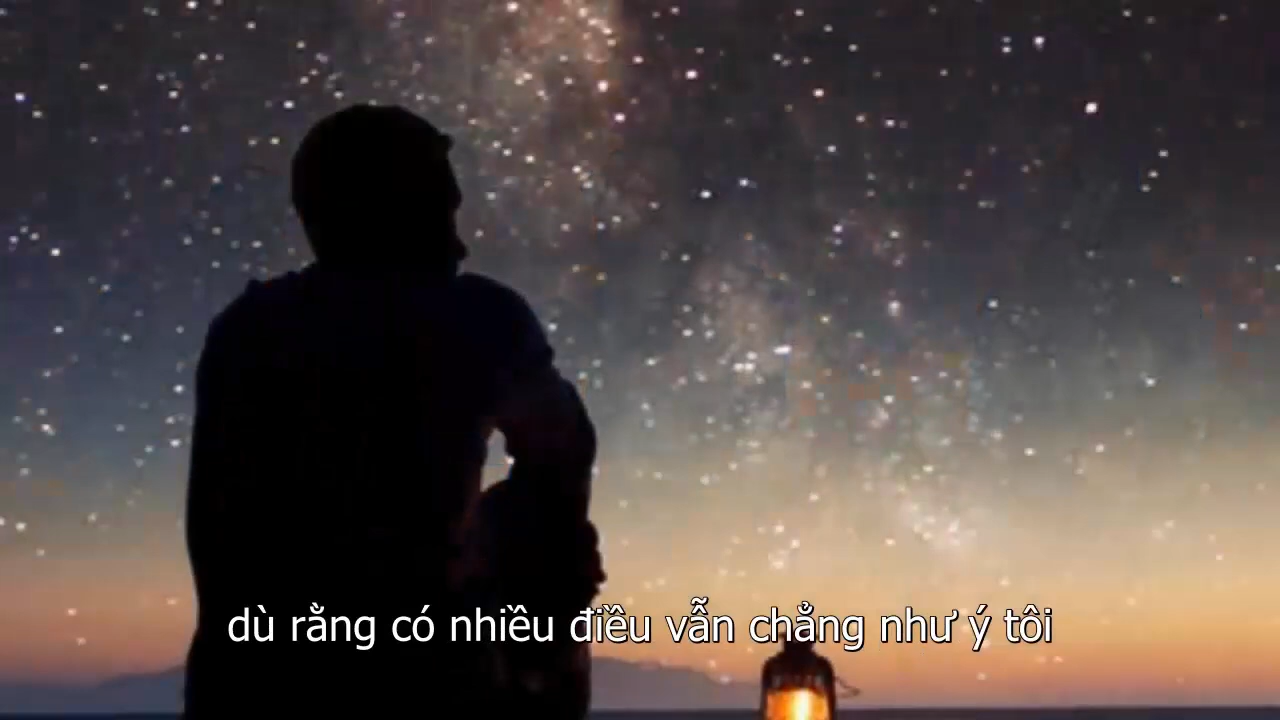 dù rằng có nhiều điều vẫn chẳng như ý tôi